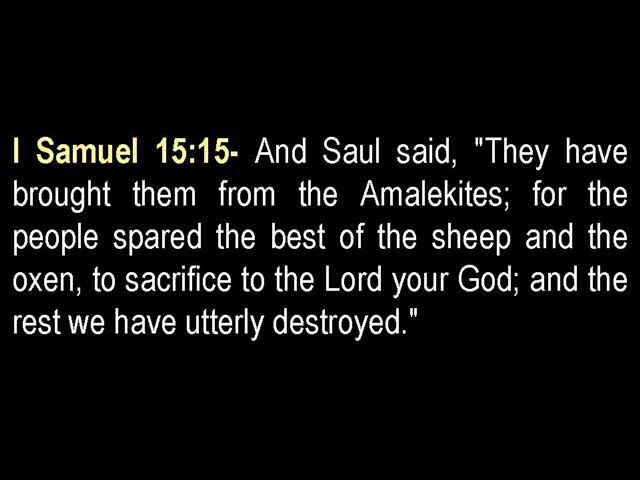 I Samuel 15:15- And Saul said, "They have
brought them from the Amalekites; for the
people spared the best of the sheep and the
oxen, to sacrifice to the Lord your God; and the
rest we have utterly destroyed."